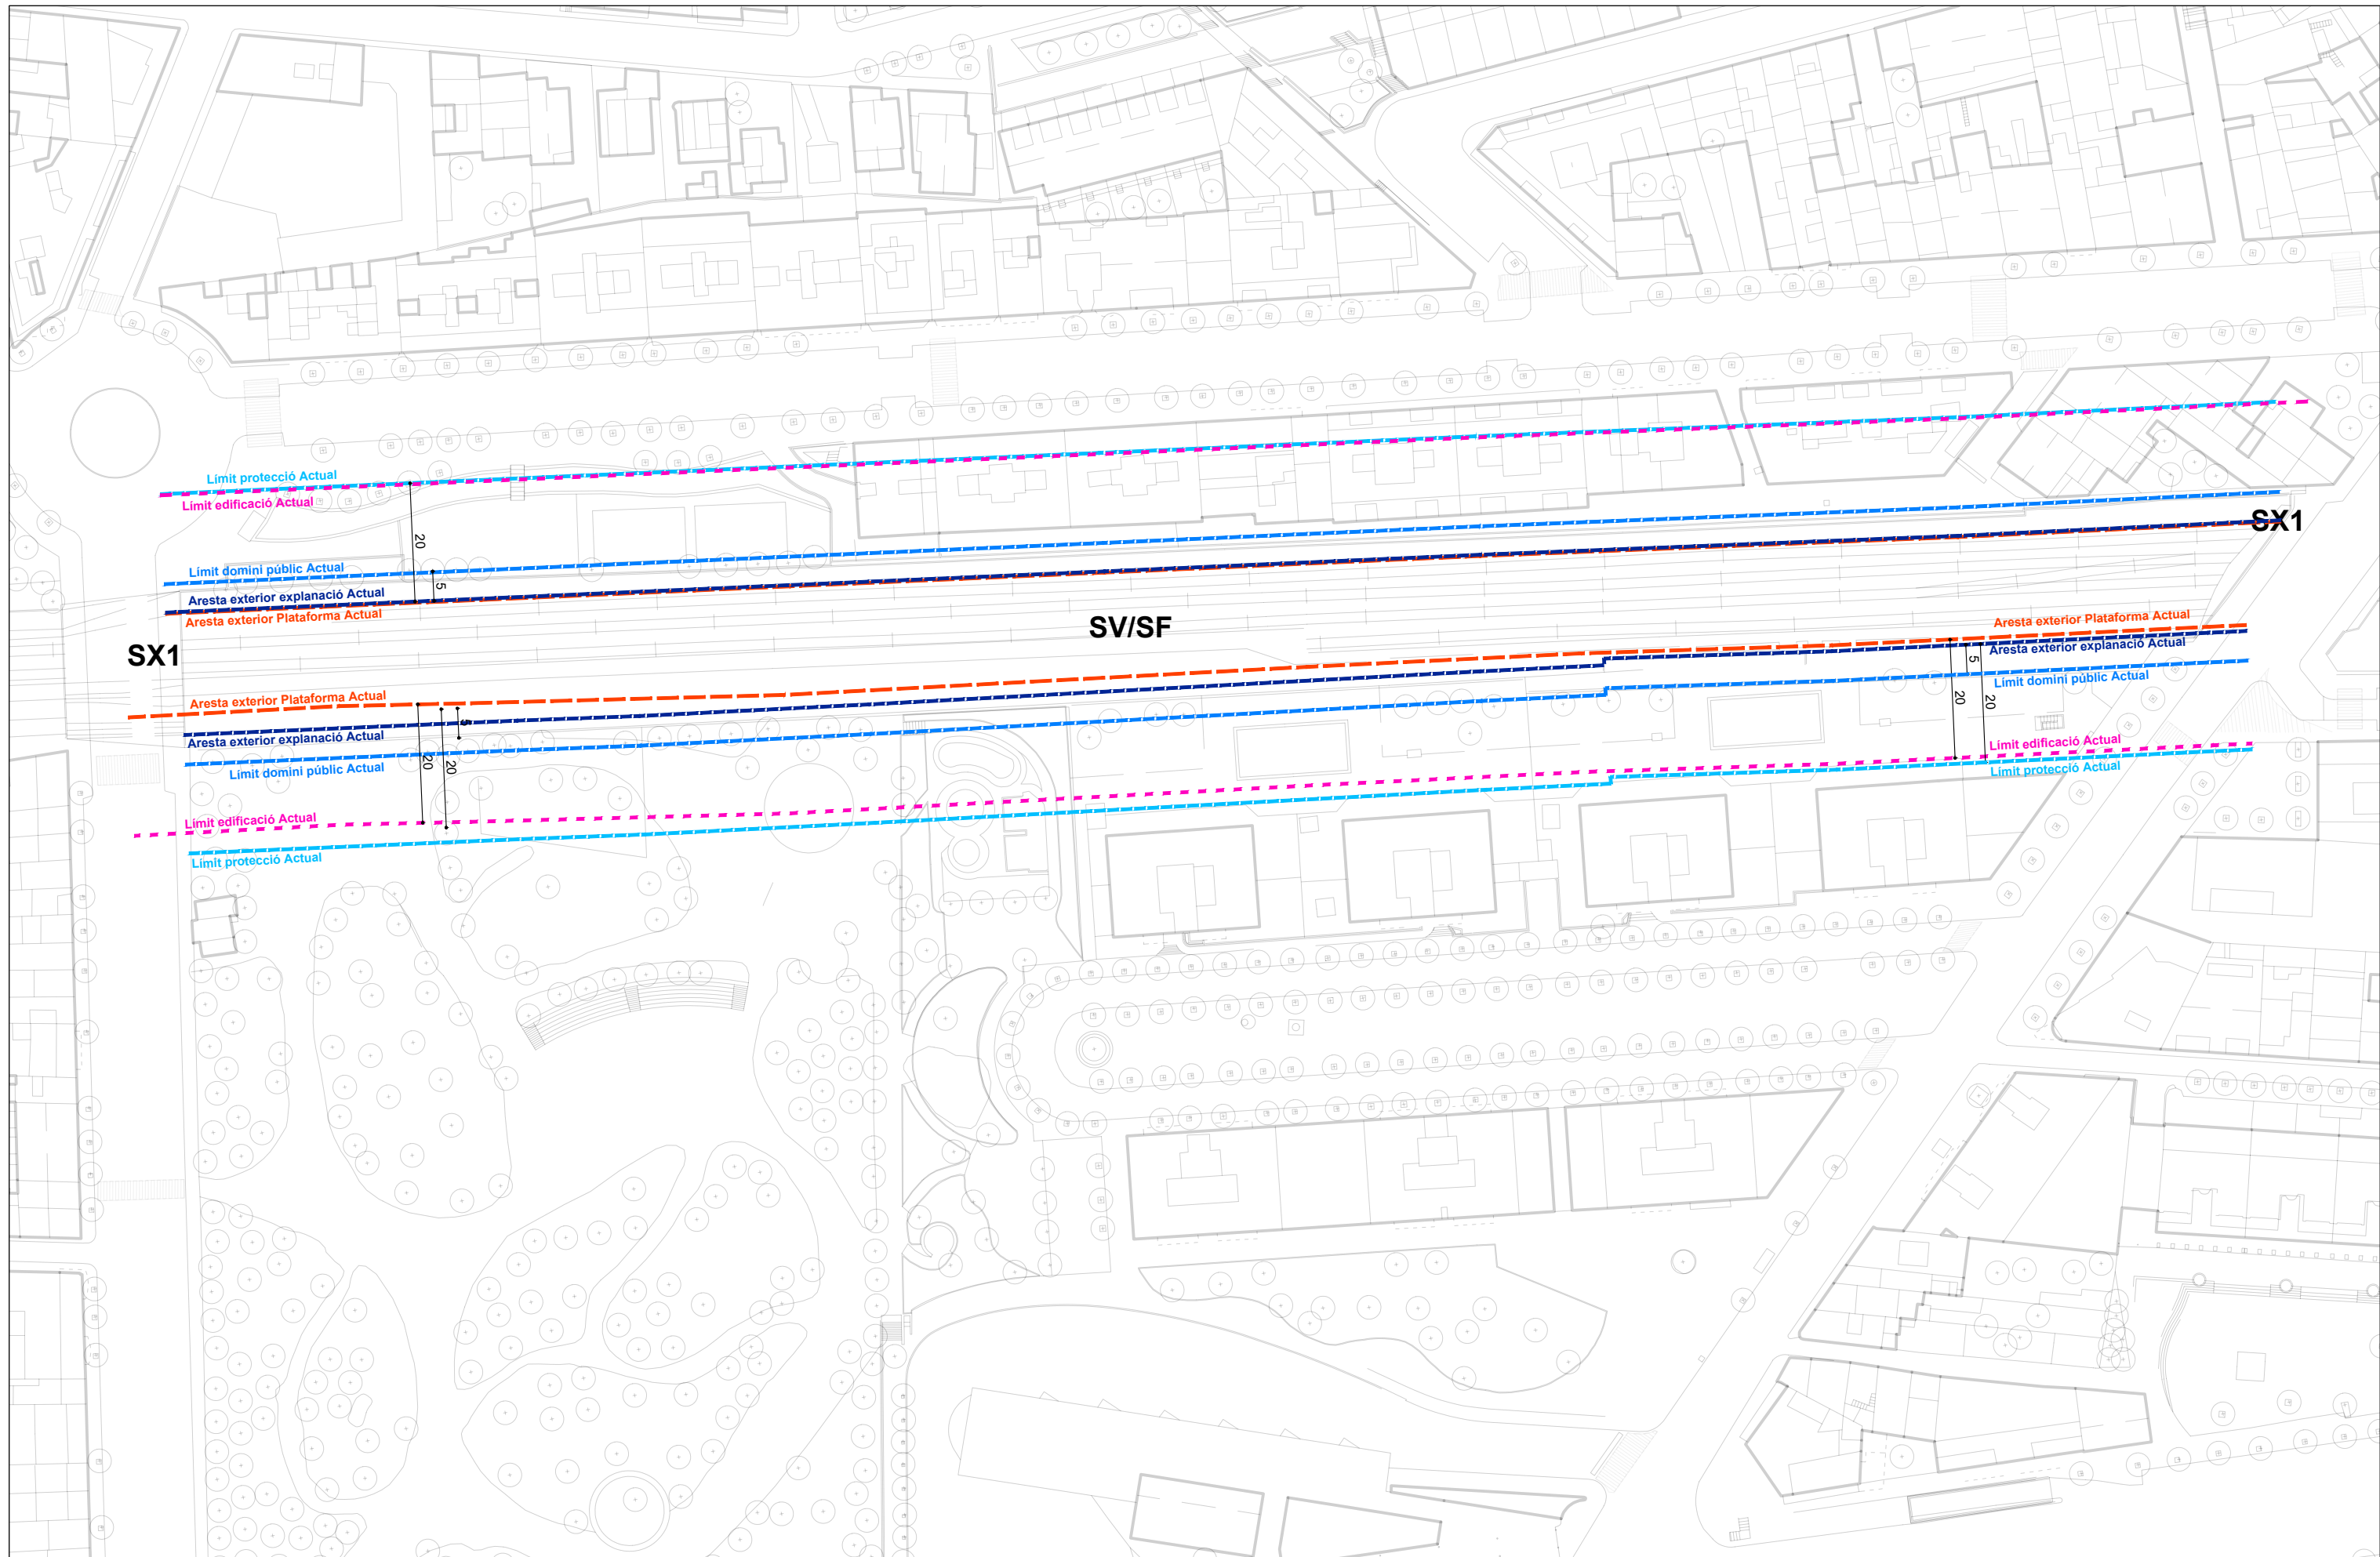 Límit protecció Actual
Límit edificació Actual
20
Límit domini públic Actual
5
Aresta exterior explanació Actual
Aresta exterior Plataforma Actual
SX1
SV/SF
SX1
Aresta exterior Plataforma Actual
5
Aresta exterior explanació Actual
Límit domini públic Actual
20
20
Límit edificació Actual
Límit protecció Actual
Aresta exterior Plataforma Actual
5
Aresta exterior explanació Actual
20
20
Límit domini públic Actual
Límit edificació Actual
Límit protecció Actual